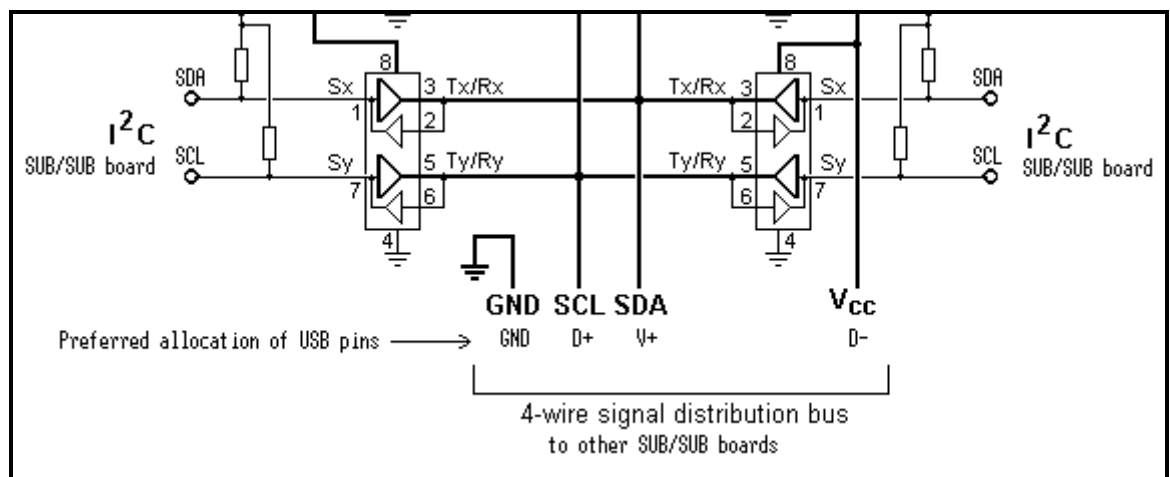 8 8
SDA Sx 3 Tx/Rx Tx/Rx 3 Sx SDA
1 2 2 1
I²C I²C
SUB/SUB board SCL Sy 5 Ty/Ry Ty/Ry 5 Sy SCL SUB/SUB board
7 6 6 7
4 4
GND SCL SDA Vcc
Preferred allocation of USB pins GND D+ V+ D-
4-wire signal distribution bus
to other SUB/SUB boards